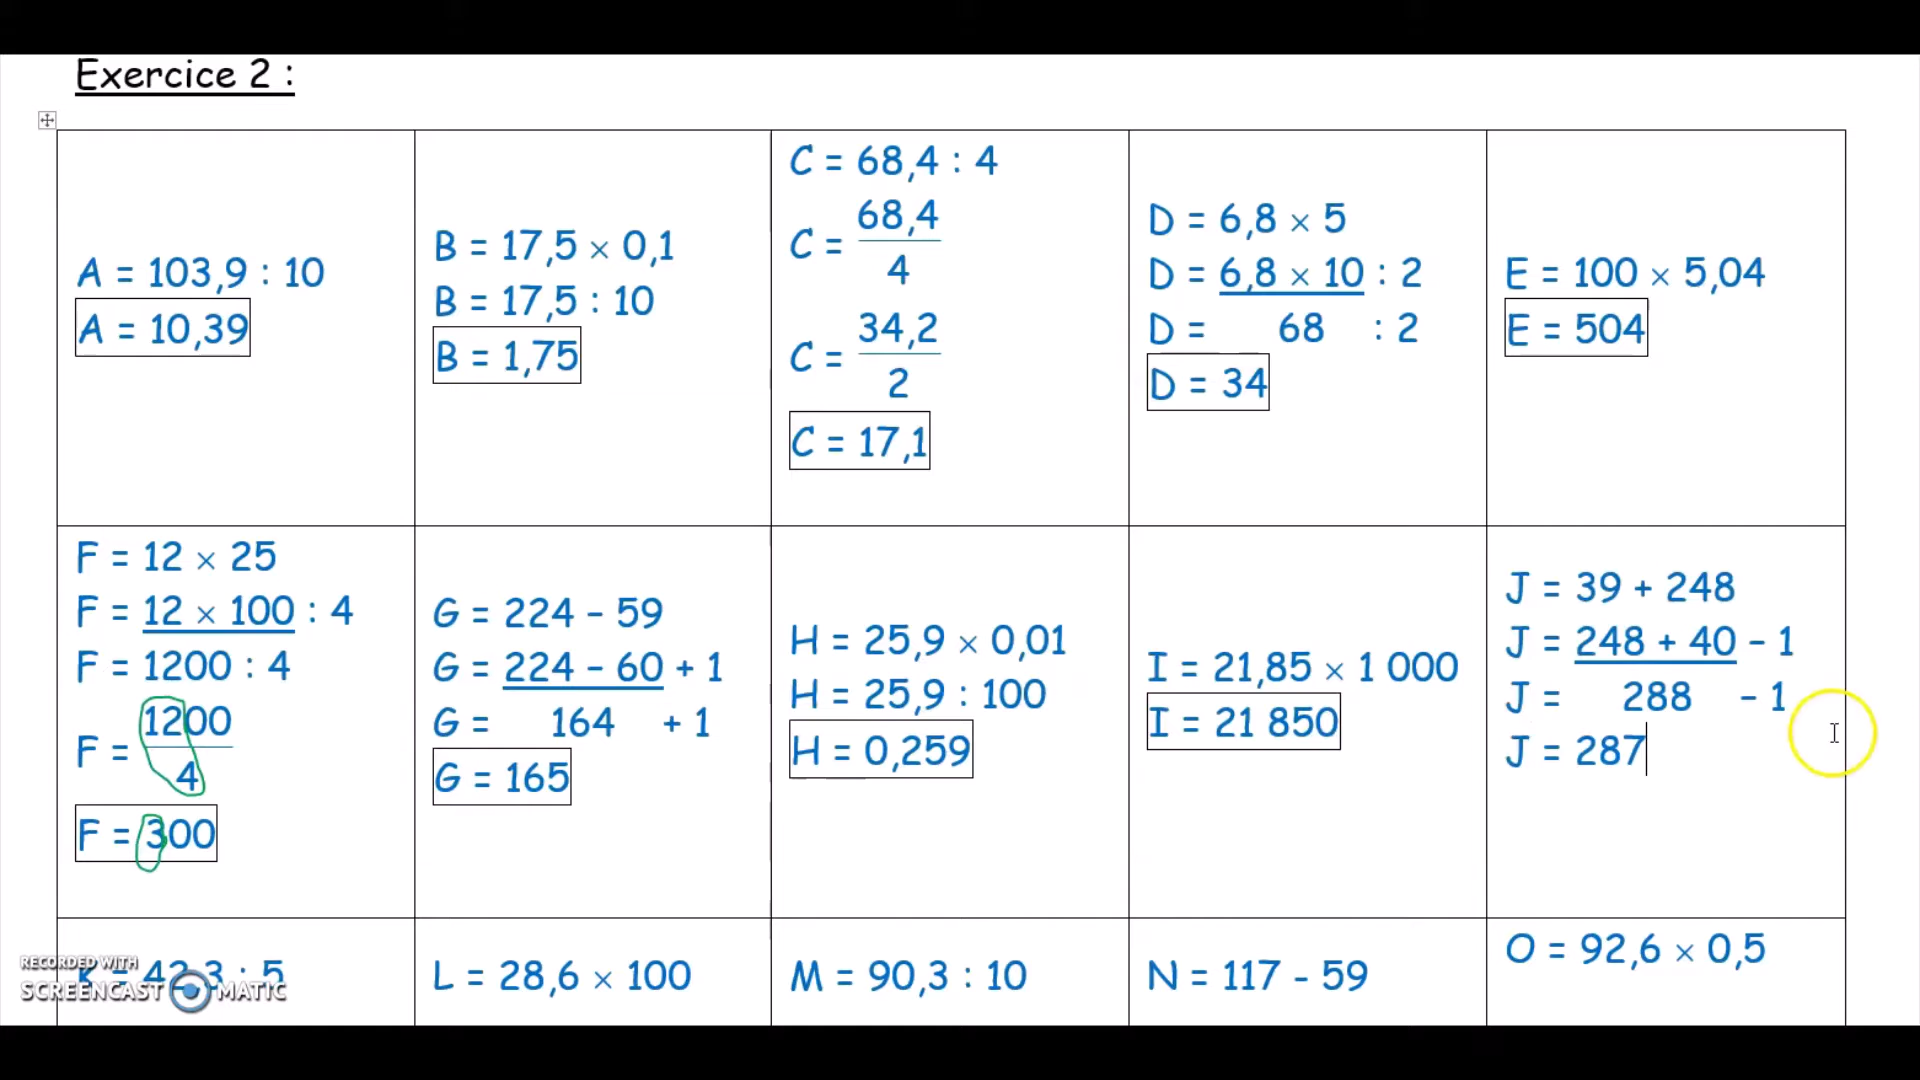 Exercice 2 :
A = 103,9 : 10
A = 10,39
B = 17,5 × 0,1
B = 17,5 : 10
B = 1,75
C = 68,4 : 4
C = 68,4
4
C = 34,2
2
C = 17,1
D = 6,8 × 5
D = 6,8 × 10 : 2
D = 68 : 2
D = 34
E = 100 × 5,04
E = 504
F = 12 × 25
F = 12 × 100 : 4
F = 1200 : 4
F = 1200
4
F = 300
G = 224 – 59
G = 224 – 60 + 1
G = 164 + 1
G = 165
H = 25,9 × 0,01
H = 25,9 : 100
H = 0,259
I = 21,85 × 1 000
I = 21 850
J = 39 + 248
J = 248 + 40 – 1
J = 288 – 1
J = 287
K = 42,3 : 5
L = 28,6 × 100
M = 90,3 : 10
N = 117 - 59
O = 92,6 × 0,5
RECORDED WITH
SCREENCAST MATIC